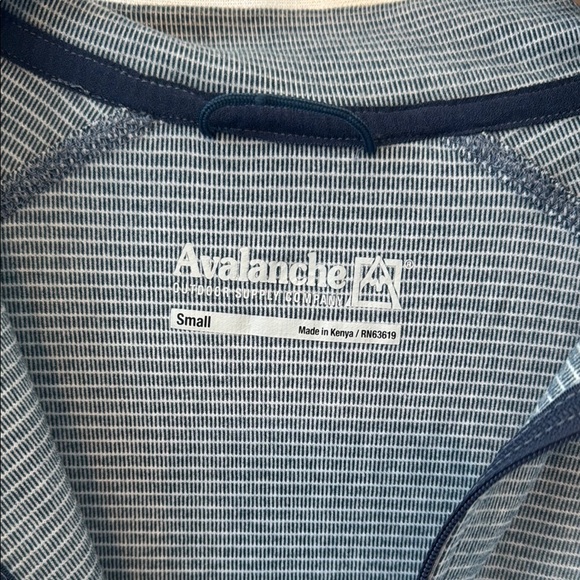 Avalanche ®
OUTDOOR SUPPLY COMPANY
Small Made in Kenya / RN63619